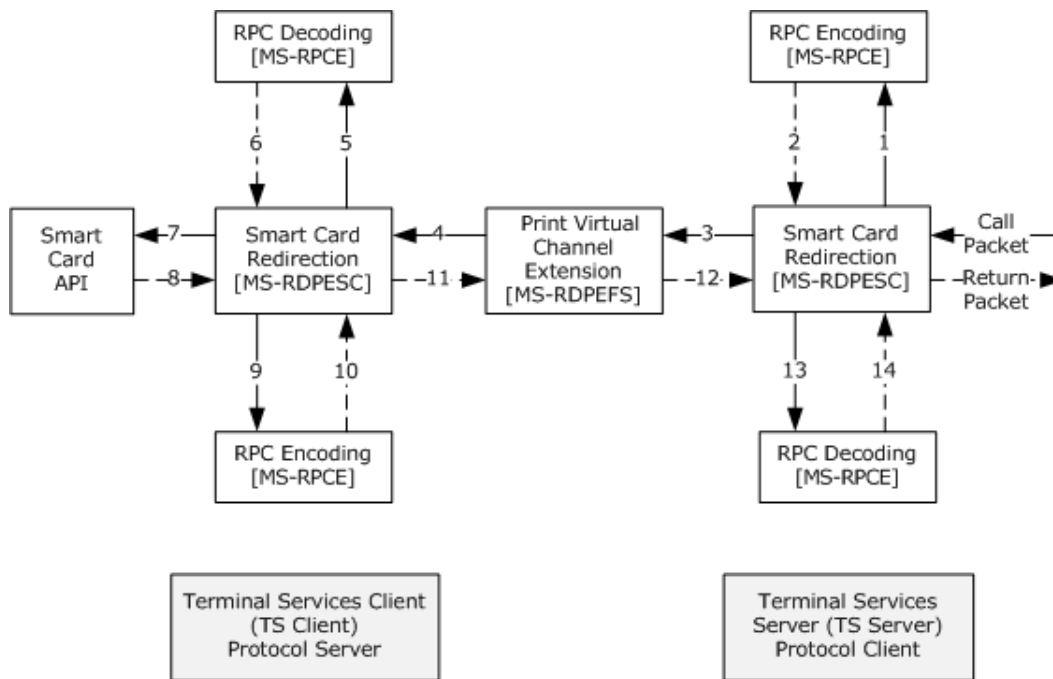 RPC Decoding
[MS-RPCE]
RPC Encoding
[MS-RPCE]
6
5
2
1
Smart
Card
API
7
8
Smart Card
Redirection
[MS-RDPESC]
4
11
Print Virtual
Channel
Extension
[MS-RDPEFS]
3
12
Smart Card
Redirection
[MS-RDPESC]
Call
Packet
Return
Packet
9
10
13
14
RPC Encoding
[MS-RPCE]
RPC Decoding
[MS-RPCE]
Terminal Services Client
(TS Client)
Protocol Server
Terminal Services
Server (TS Server)
Protocol Client